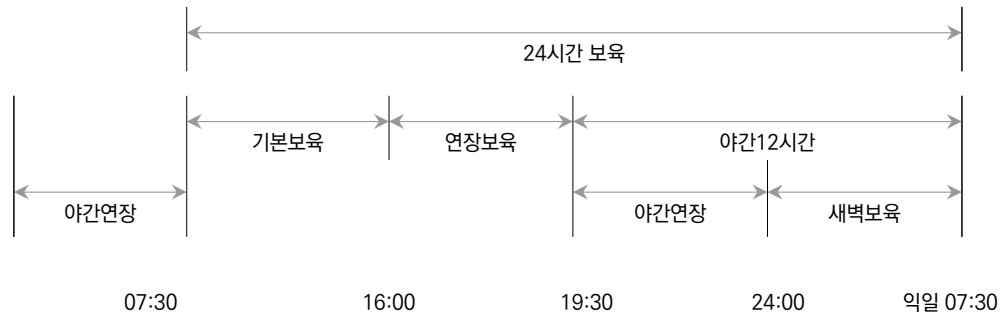 24시간 보육
기본보육 연장보육 야간12시간
야간연장 야간연장 새벽보육
07:30 16:00 19:30 24:00 익일 07:30